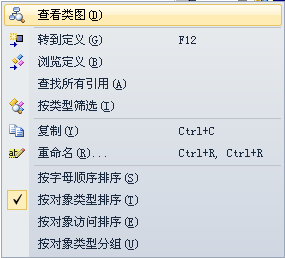 查看类图(D)
转到定义(G) F12
浏览定义(B)
查找所有引用(A)
按类型筛选(I)
复制(Y) Ctrl+C
重命名(R)... Ctrl+R, Ctrl+R
按字母顺序排序(S)
按对象类型排序(T)
按对象访问排序(E)
按对象类型分组(U)